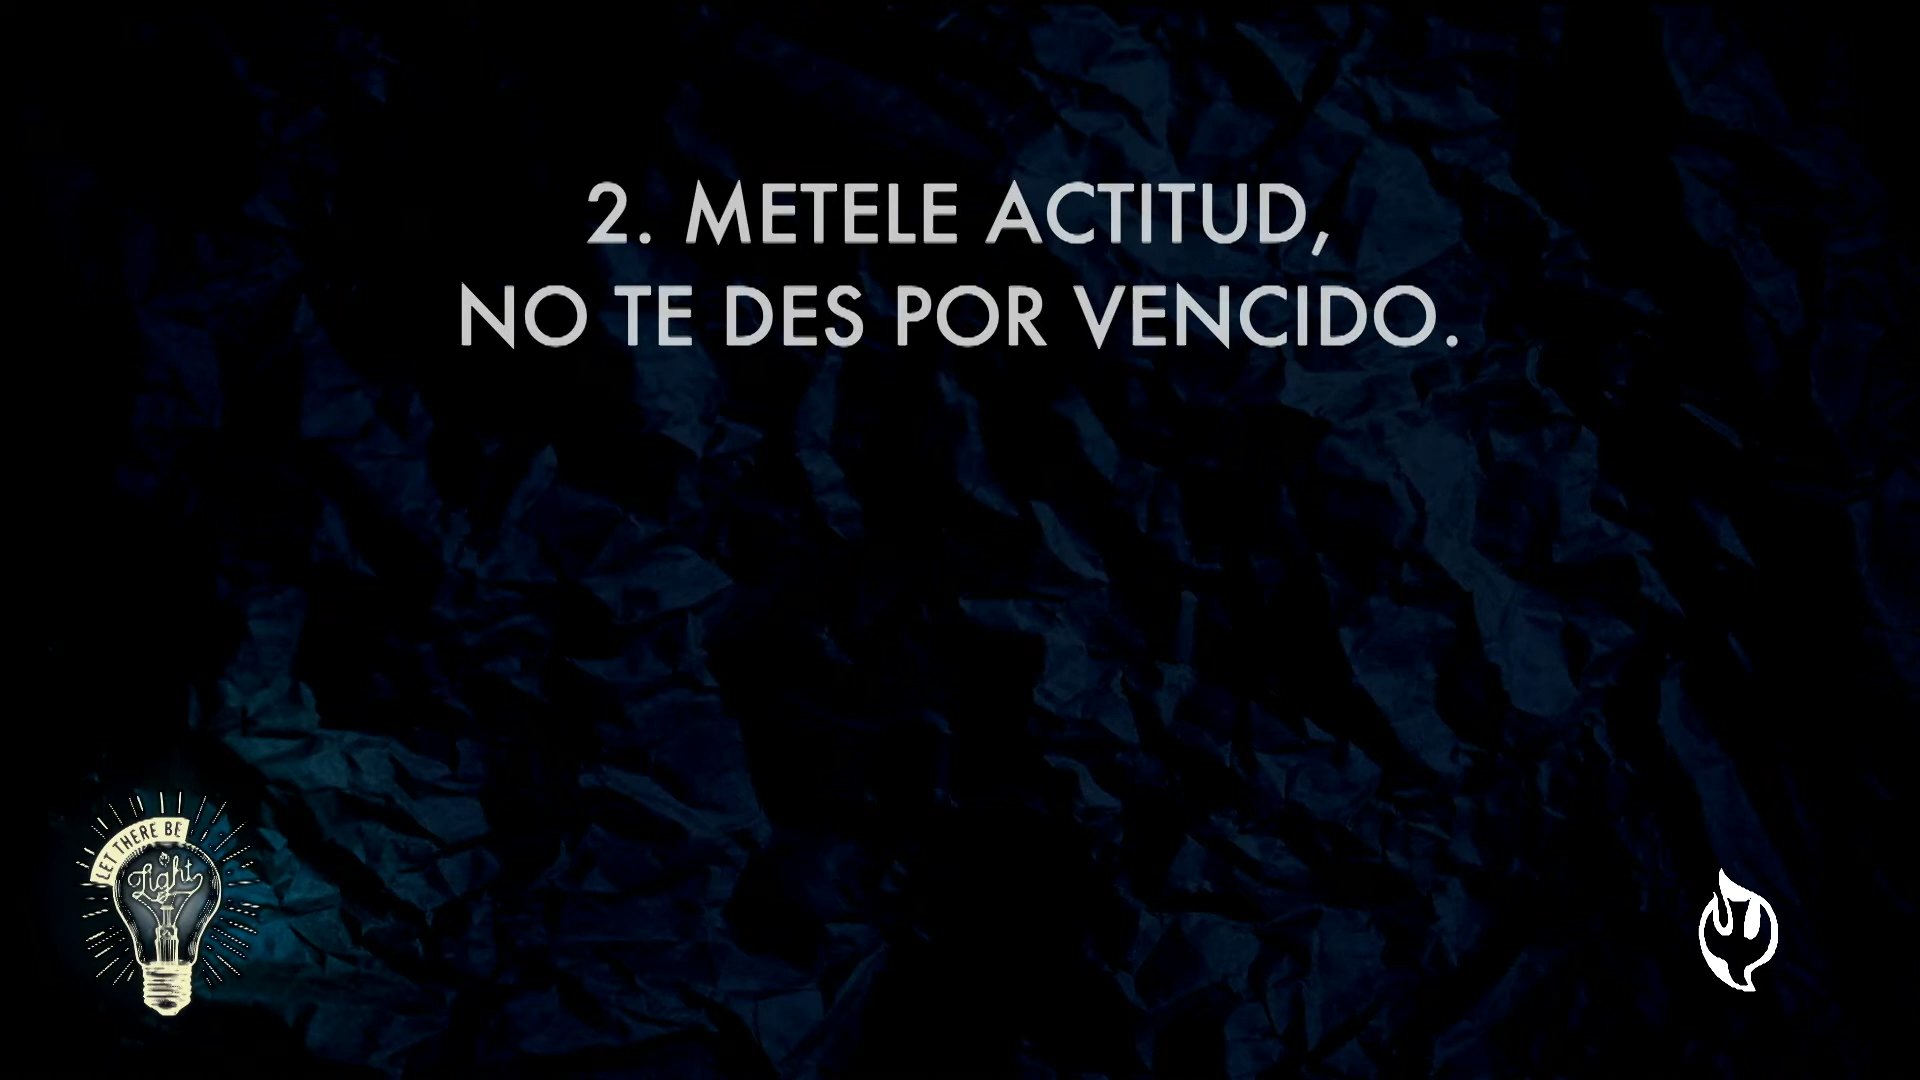 2. METELE ACTITUD,
NO TE DES POR VENCIDO.
LET THERE BE
Light